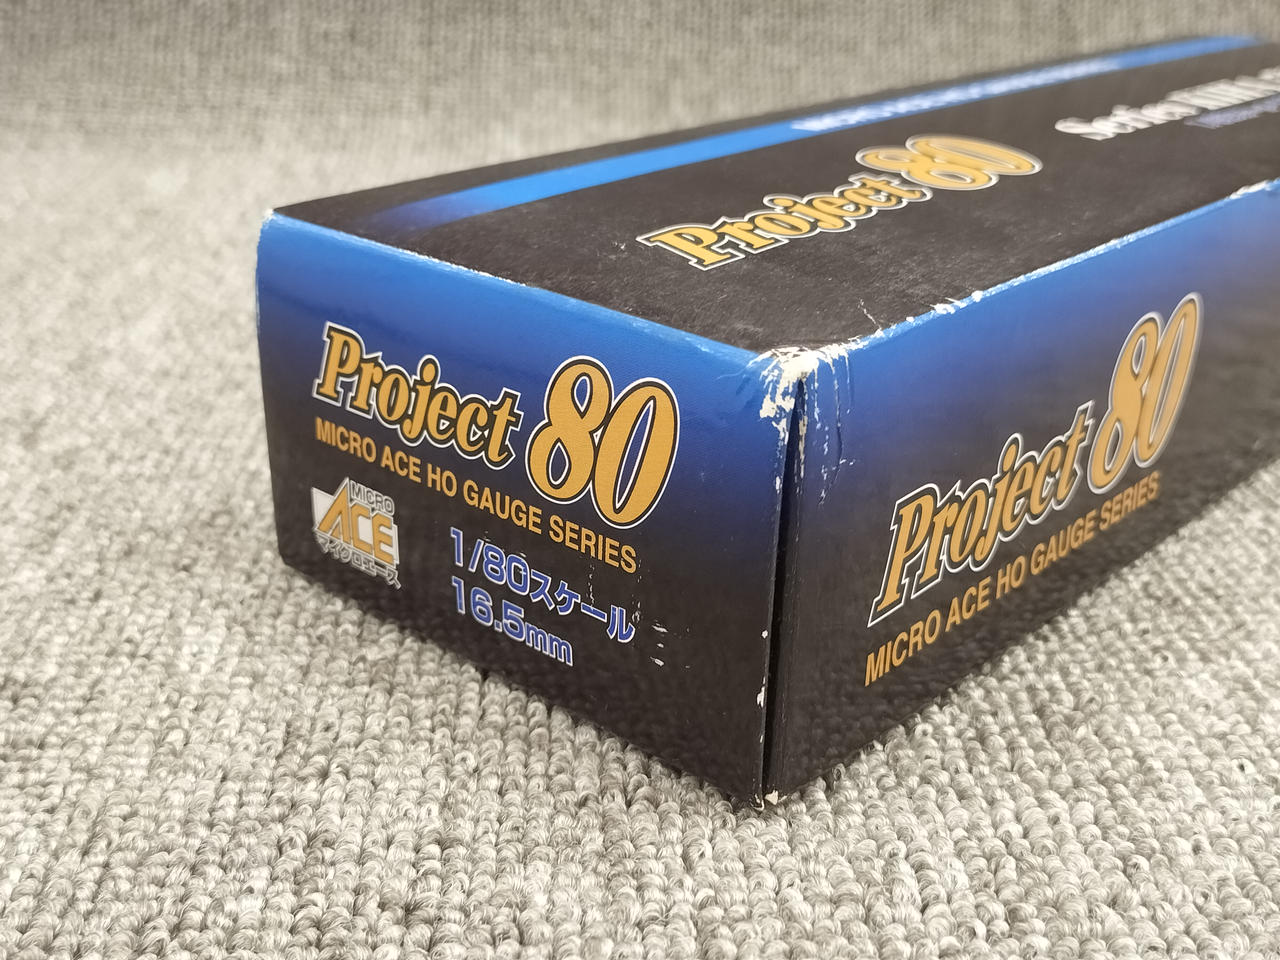 Project 80
Series
Project 80
MICRO ACE HO GAUGE SERIES
MICRO
ACE
マイクロエース
1/80スケール
16.5mm
Project 80
MICRO ACE HO GAUGE SERIES